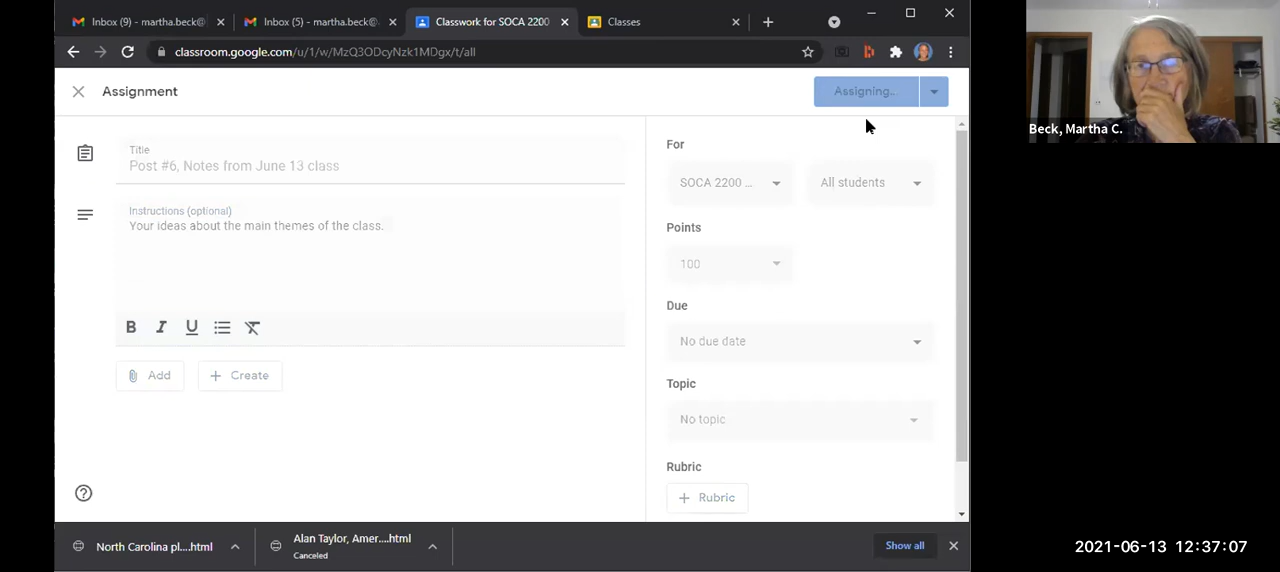 Inbox (9) - martha.beck@
Inbox (5) - martha.beck@
Classwork for SOCA 2200
Classes
classroom.google.com/u/1/w/MzQ3ODcyNzk1MDgx/t/all
Assignment
Assigning...
Title
Post #6, Notes from June 13 class
Instructions (optional)
Your ideas about the main themes of the class.
B I U
Add
Create
For
SOCA 2200 ...
All students
Points
100
Due
No due date
Topic
No topic
Rubric
Rubric
North Carolina pl....html
Alan Taylor, Amer....html
Canceled
Show all
Beck, Martha C.
2021-06-13 12:37:07